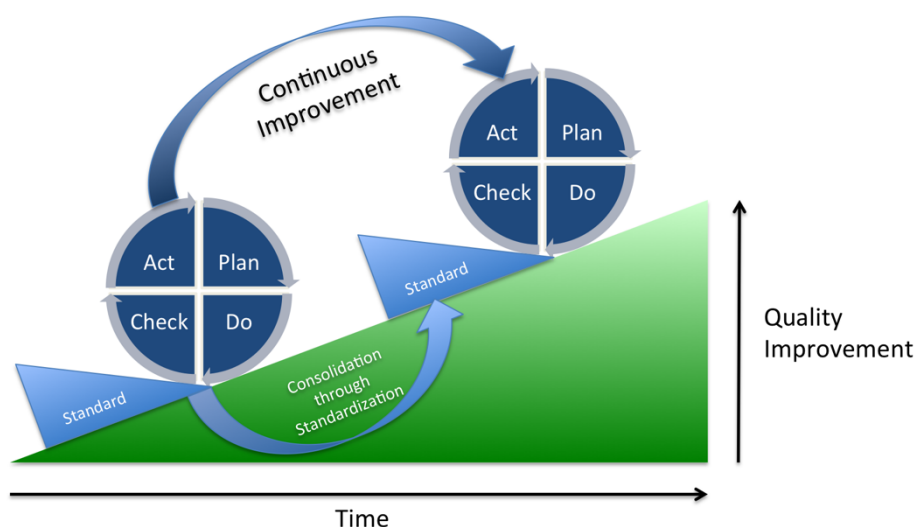 Continuous
Improvement
Act Plan
Check Do
Standard
Act Plan
Check Do
Standard
Consolidation
through
Standardization
Quality
Improvement
Time